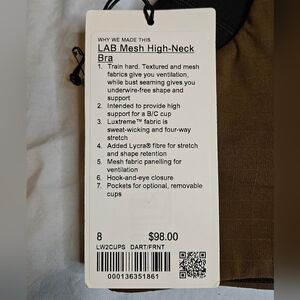 WHY WE MADE THIS
LAB Mesh High-Neck
Bra
1. Train hard. Textured and mesh
fabrics give you ventilation,
while bust seaming gives you
underwire-free shape and
support
2. Intended to provide high
support for a B/C cup
3. Luxtreme™ fabric is
sweat-wicking and four-way
stretch
4. Added Lycra® fibre for stretch
and shape retention
5. Mesh fabric panelling for
ventilation
6. Hook-and-eye closure
7. Pockets for optional, removable
cups
8 $98.00
LW2CUPS DART/FRNT
000136351861